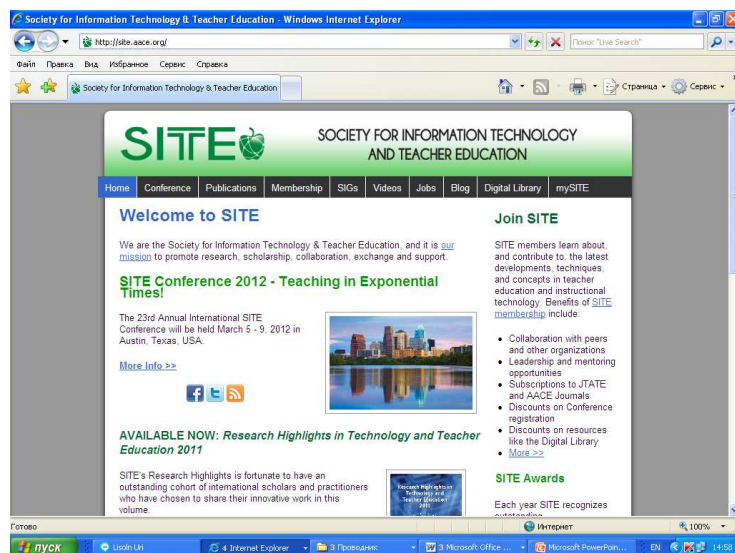 Society for Information Technology & Teacher Education - Windows Internet Explorer
http://site.aace.org/
Поиск "Live Search"
Файл Правка Вид Избранное Сервис Справка
Society for Information Technology & Teacher Education
Страница Сервис
SITE
SOCIETY FOR INFORMATION TECHNOLOGY
AND TEACHER EDUCATION
Home Conference Publications Membership SIGs Videos Jobs Blog Digital Library mySITE
Welcome to SITE
We are the Society for Information Technology & Teacher Education, and it is our
mission to promote research, scholarship, collaboration, exchange and support.
SITE Conference 2012 - Teaching in Exponential
Times!
The 23rd Annual International SITE
Conference will be held March 5 - 9, 2012 in
Austin, Texas, USA.
More Info >>
AVAILABLE NOW: Research Highlights in Technology and Teacher
Education 2011
SITE's Research Highlights is fortunate to have an
outstanding cohort of international scholars and practitioners
who have chosen to share their innovative work in this
volume.
Research Highlights in
Technology and
Teacher Education
2011
Join SITE
SITE members learn about,
and contribute to, the latest
developments, techniques,
and concepts in teacher
education and instructional
technology. Benefits of SITE
membership include:
Collaboration with peers
and other organizations
Leadership and mentoring
opportunities
Subscriptions to JTATE
and AACE Journals
Discounts on Conference
registration
Discounts on resources
like the Digital Library
More >>
SITE Awards
Each year SITE recognizes
Готово Интернет 100%
пуск Lisoln Uri 4 Internet Explorer 3 Проводник 3 Microsoft Office ... Microsoft PowerPoin... EN 14:58